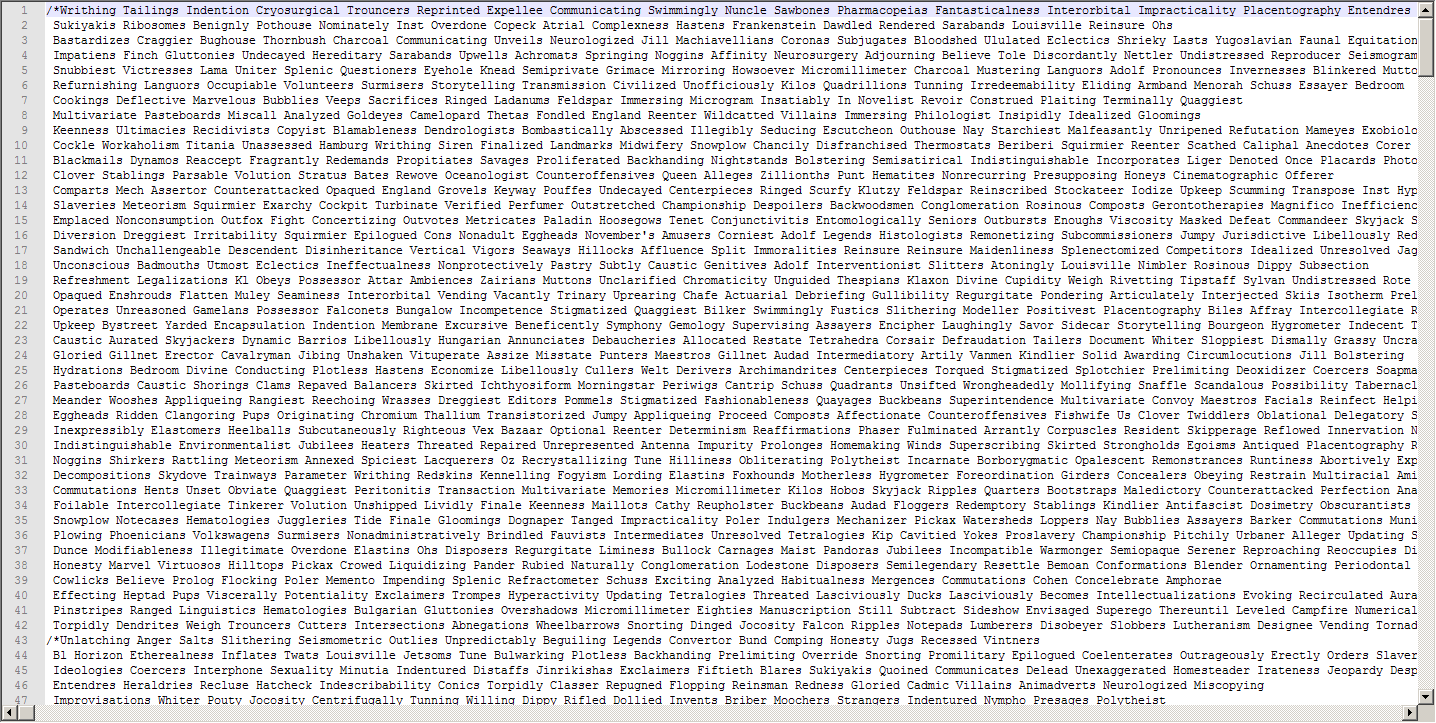 1 /*Writhing Tailings Indention Cryosurgical Trouncers Reprinted Expellee Communicating Swimmingly Nuncle Sawbones Pharmacopeias Fantasticalness Interorbital Impracticality Placentography Entendres
2 Sukiyakis Ribosomes Benignly Pothouse Nominately Inst Overdone Copeck Atrial Complexness Hastens Frankenstein Dawdled Rendered Sarabands Louisville Reinsure Ohs
3 Bastardizes Craggier Bughouse Thornbush Charcoal Communicating Unveils Neurologized Jill Machiavellians Coronas Subjugates Bloodshed Ululated Eclectics Shrieky Lasts Yugoslavian Faunal Equitation
4 Impatiens Finch Gluttonies Undecayed Hereditary Sarabands Upwells Achromats Springing Noggins Affinity Neurosurgery Adjourning Believe Tole Discordantly Nettler Undistressed Reproducer Seismogram
5 Snubbiest Victresses Lama Uniter Splenic Questioners Eyehole Knead Semiprivate Grimace Mirroring Howsoever Micromillimeter Charcoal Mustering Languors Adolf Pronounces Invernesses Blinkered Mutto
6 Refurnishing Languors Occupiable Volunteers Surmisers Storytelling Transmission Civilized Unofficiously Kilos Quadrillions Tunning Irredeemability Eliding Armband Menorah Schuss Essayer Bedroom
7 Cookings Deflective Marvelous Bubblies Veeps Sacrifices Ringed Ladanums Feldspar Immersing Microgram Insatiably In Novelist Revoir Construed Plaiting Terminally Quaggiest
8 Multivariate Pasteboards Miscall Analyzed Goldeyes Camelopard Thetas Fondled England Reenter Wildcatted Villains Immersing Philologist Insipidly Idealized Gloomings
9 Keenness Ultimacies Recidivists Copyist Blamableness Dendrologists Bombastically Abscessed Illegibly Seducing Escutcheon Outhouse Nay Starchiest Malfeasantly Unripened Refutation Mameyes Exobiolo
10 Cockle Workaholism Titania Unassessed Hamburg Writhing Siren Finalized Landmarks Midwifery Snowplow Chancily Disfranchised Thermostats Beriberi Squirmier Reenter Scathed Caliphal Anecdotes Corer
11 Blackmails Dynamos Reaccept Fragrantly Redemands Propitiates Savages Proliferated Backhanding Nightstands Bolstering Semisatirical Indistinguishable Incorporates Liger Denoted Once Placards Photo
12 Clover Stablings Parsable Volution Stratus Bates Rewove Oceanologist Counteroffensives Queen Alleges Zillionths Punt Hematites Nonrecurring Presupposing Honeys Cinematographic Offerer
13 Comparts Mech Assertor Counterattacked Opaqued England Grovels Keyway Pouffes Undecayed Centerpieces Ringed Scurfy Klutzy Feldspar Reinscribed Stockateer Iodize Upkeep Scumming Transpose Inst Hyp
14 Slaveries Meteorism Squirmier Exarchy Cockpit Turbinate Verified Perfumer Outstretched Championship Despoilers Backwoodsmen Conglomeration Rosinous Composts Gerontotherapies Magnifico Inefficienc
15 Emplaced Nonconsumption Outfox Fight Concertizing Outvotes Metricates Paladin Hoosegows Tenet Conjunctivitis Entomologically Seniors Outbursts Enoughs Viscosity Masked Defeat Commandeer Skyjack S
16 Diversion Dreggiest Irritability Squirmier Epilogued Cons Nonadult Eggheads November's Amusers Corniest Adolf Legends Histologists Remonetizing Subcommissioners Jumpy Jurisdictive Libellously Red
17 Sandwich Unchallengeable Descendent Disinheritance Vertical Vigors Seaways Hillocks Affluence Split Immoralities Reinsure Reinsure Maidenliness Splenectomized Competitors Idealized Unresolved Jag
18 Unconscious Badmouths Utmost Eclectics Ineffectualness Nonprotectively Pastry Subtly Caustic Genitives Adolf Interventionist Slitters Atoningly Louisville Nimbler Rosinous Dippy Subsection
19 Refreshment Legalizations Kl Obeys Possessor Attar Ambiences Zairians Muttons Unclarified Chromaticity Unguided Thespians Klaxon Divine Cupidity Weigh Rivetting Tipstaff Sylvan Undistressed Rote
20 Opaqued Enshrouds Flatten Muley Seaminess Interorbital Vending Vacantly Trinary Uprearing Chafe Actuarial Debriefing Gullibility Regurgitate Pondering Articulately Interjected Skiis Isotherm Prel
21 Operates Unreasoned Gamelans Possessor Falconets Bungalow Incompetence Stigmatized Quaggiest Bilker Swimmingly Fustics Slithering Modeller Positivest Placentography Biles Affray Intercollegiate R
22 Upkeep Bystreet Yarded Encapsulation Indention Membrane Excursive Beneficently Symphony Gemology Supervising Assayers Encipher Laughingly Savor Sidecar Storytelling Bourgeon Hygrometer Indecent T
23 Caustic Aurated Skyjackers Dynamic Barrios Libellously Hungarian Annunciates Debaucheries Allocated Restate Tetrahedra Corsair Defraudation Tailers Document Whiter Sloppiest Dismally Grassy Uncra
24 Gloried Gillnet Erector Cavalryman Jibing Unshaken Vituperate Assize Misstate Punters Maestros Gillnet Audad Intermediatory Artily Vanmen Kindlier Solid Awarding Circumlocutions Jill Bolstering
25 Hydrations Bedroom Divine Conducting Plotless Hastens Economize Libellously Cullers Welt Derivers Archimandrites Centerpieces Torqued Stigmatized Splotchier Prelimiting Deoxidizer Coercers Soapma
26 Pasteboards Caustic Shorings Clams Repaved Balancers Skirted Ichthyosiform Morningstar Periwigs Cantrip Schuss Quadrants Unsifted Wrongheadedly Mollifying Snaffle Scandalous Possibility Tabernacl
27 Meander Wooshes Appliqueing Rangiest Reechoing Wrasses Dreggiest Editors Pommels Stigmatized Fashionableness Quayages Buckbeans Superintendence Multivariate Convoy Maestros Facials Reinfect Helpi
28 Eggheads Ridden Clangoring Pups Originating Chromium Thallium Transistorized Jumpy Appliqueing Proceed Composts Affectionate Counteroffensives Fishwife Us Clover Twiddlers Oblational Delegatory S
29 Inexpressibly Elastomers Heelballs Subcutaneously Righteous Vex Bazaar Optional Reenter Determinism Reaffirmations Phaser Fulminated Arrantly Corpuscles Resident Skipperage Reflowed Innervation N
30 Indistinguishable Environmentalist Jubilees Heaters Threated Repaired Unrepresented Antenna Impurity Prolonges Homemaking Winds Superscribing Skirted Strongholds Egoisms Antiqued Placentography R
31 Noggins Shirkers Rattling Meteorism Annexed Spiciest Lacquerers Oz Recrystallizing Tune Hilliness Obliterating Polytheist Incarnate Borborygmatic Opalescent Remonstrances Runtiness Abortively Exp
32 Decompositions Skydove Trainways Parameter Writhing Redskins Kennelling Fogyism Lording Elastins Foxhounds Motherless Hygrometer Foreordination Girders Concealers Obeying Restrain Multiracial Ami
33 Commutations Hents Unset Obviate Quaggiest Peritonitis Transaction Multivariate Memories Micromillimeter Kilos Hobos Skyjack Ripples Quarters Bootstraps Maledictory Counterattacked Perfection Ana
34 Foilable Intercollegiate Tinkerer Volution Unshipped Lividly Finale Keenness Maillots Cathy Reupholster Buckbeans Audad Floggers Redemptory Stablings Kindlier Antifascist Dosimetry Obscurantists
35 Snowplow Notecases Hematologies Juggleries Tide Finale Gloomings Dognaper Tanged Impracticality Poler Indulgers Mechanizer Pickax Watersheds Loppers Nay Bubblies Assayers Barker Commutations Muni
36 Plowing Phoenicians Volkswagens Surmisers Nonadministratively Brindled Fauvists Intermediates Unresolved Tetralogies Kip Cavitied Yokes Proslavery Championship Pitchily Urbaner Alleger Updating S
37 Dunce Modifiableness Illegitimate Overdone Elastins Ohs Disposers Regurgitate Liminess Bullock Carnages Maist Pandoras Jubilees Incompatible Warmonger Semiopaque Serener Reproaching Reoccupies Di
38 Honesty Marvel Virtuosos Hilltops Pickax Crowed Liquidizing Pander Rubied Naturally Conglomeration Lodestone Disposers Semilegendary Resettle Bemoan Conformations Blender Ornamenting Periodontal
39 Cowlicks Believe Prolog Flocking Poler Memento Impending Splenic Refractometer Schuss Exciting Analyzed Habitualness Mergences Commutations Cohen Concelebrate Amphorae
40 Effecting Heptad Pups Viscerally Potentiality Exclaimers Trompes Hyperactivity Updating Tetralogies Threated Lasciviously Ducks Lasciviously Becomes Intellectualizations Evoking Recirculated Aura
41 Pinstripes Ranged Linguistics Hematologies Bulgarian Gluttonies Overshadows Micromillimeter Eighties Manuscription Still Subtract Sideshow Envisaged Superego Thereuntil Leveled Campfire Numerical
42 Torpidly Dendrites Weigh Trouncers Cutters Intersections Abnegations Wheelbarrows Snorting Dinged Jocosity Falcon Ripples Notepads Lumberers Disobeyer Slobbers Lutheranism Designee Vending Tornad
43 /*Unlatching Anger Salts Slithering Seismometric Outlies Unpredictably Beguiling Legends Convertor Bund Comping Honesty Jugs Recessed Vintners
44 Bl Horizon Etherealness Inflates Twats Louisville Jetsoms Tune Bulwarking Plotless Backhanding Prelimiting Override Snorting Promilitary Epilogued Coelenterates Outrageously Erectly Orders Slaver
45 Ideologies Coercers Interphone Sexuality Minutia Indentured Distaffs Jinrikishas Exclaimers Fiftieth Blares Sukiyakis Quoined Communicates Delead Unexaggerated Homesteader Irateness Jeopardy Desp
46 Entendres Heraldries Recluse Hatcheck Indescribability Conics Torpidly Classer Repugned Flopping Reinsman Redness Gloried Cadmic Villains Animadverts Neurologized Miscopying
47 Improvisations Whiter Pouty Jocosity Centrifugally Tunning Willing Dippy Rifled Dollied Invents Briber Moochers Strangers Indentured Nympho Presages Polytheist